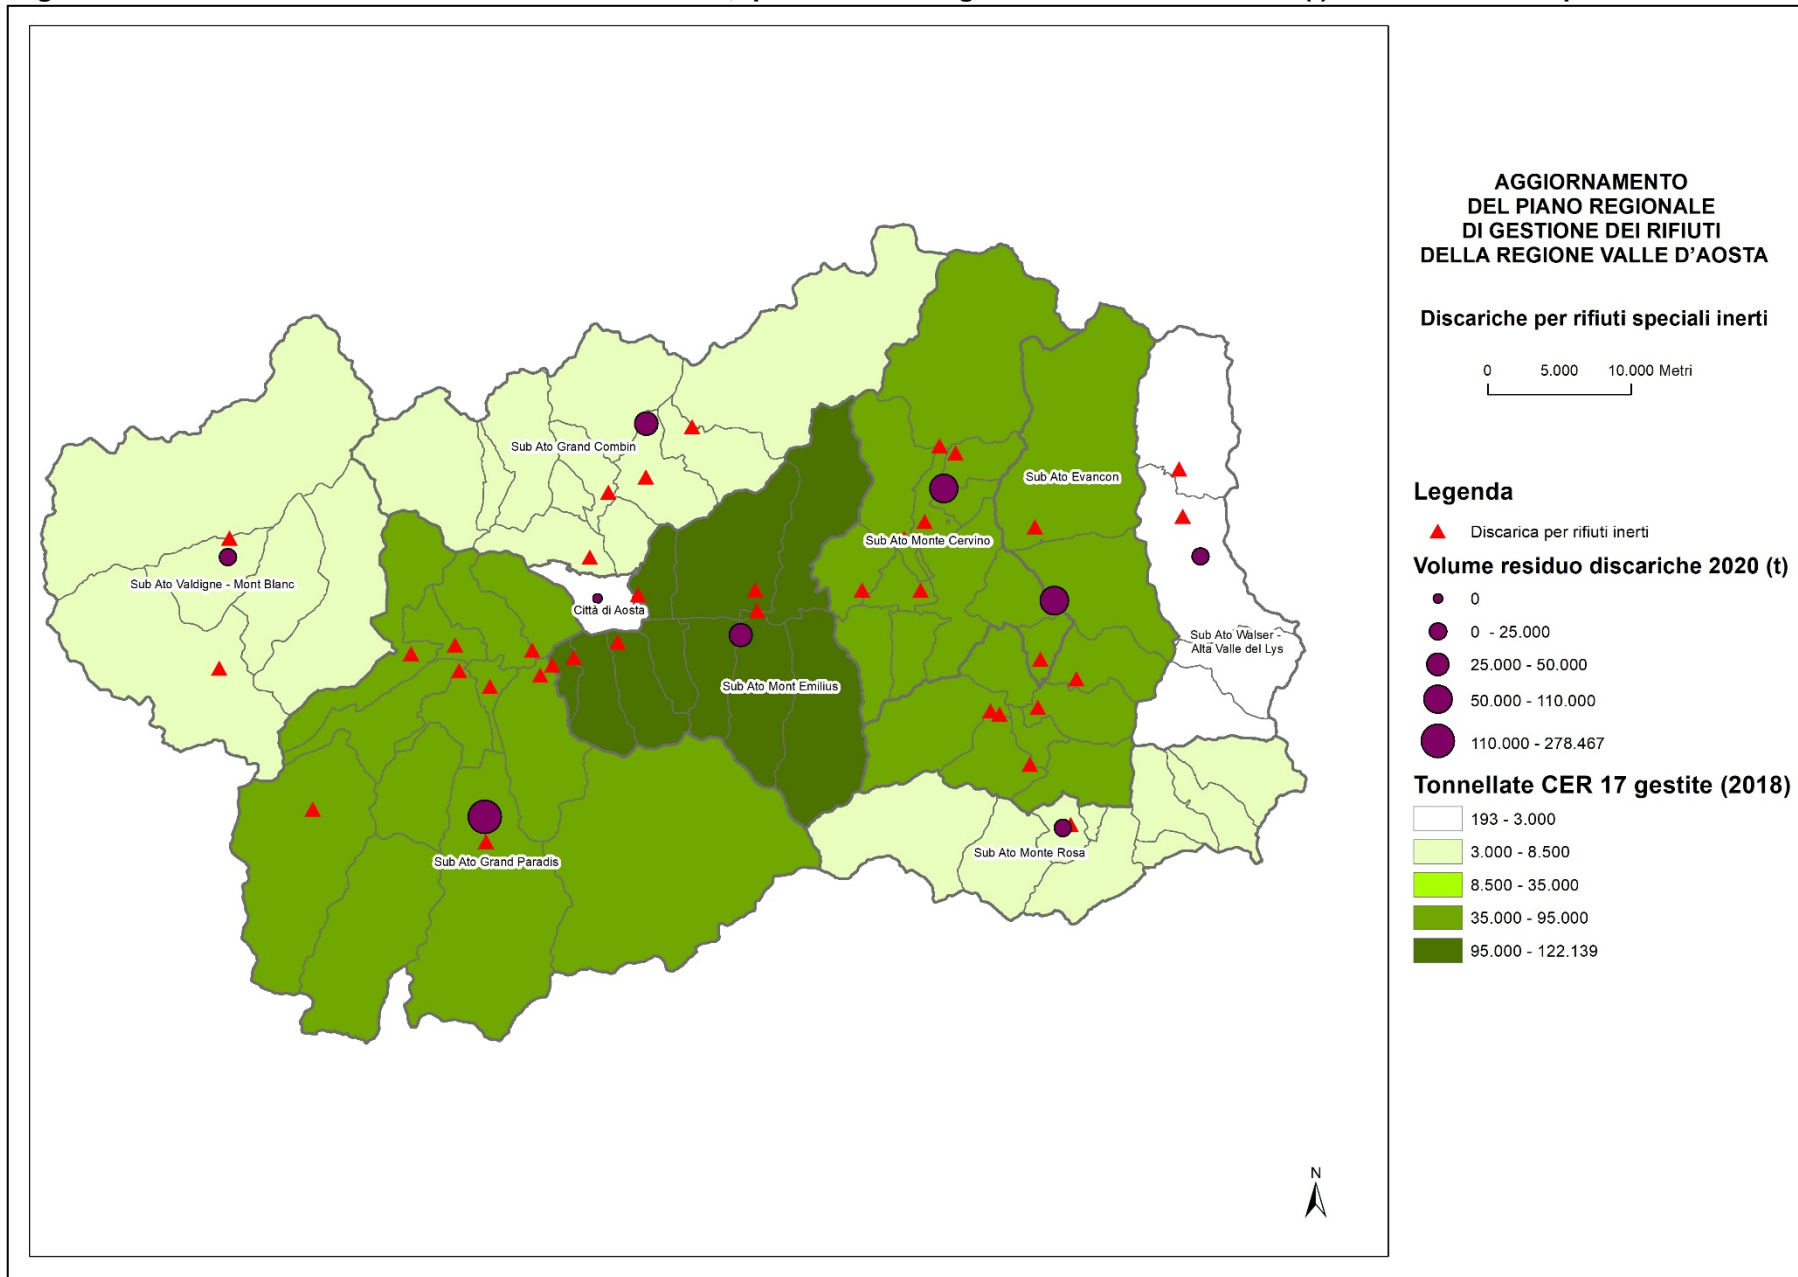 AGGIORNAMENTO
DEL PIANO REGIONALE
DI GESTIONE DEI RIFIUTI
DELLA REGIONE VALLE D'AOSTA
Discariche per rifiuti speciali inerti
0 5.000 10.000 Metri
Legenda
Discarica per rifiuti inerti
Volume residuo discariche 2020 (t)
0
0 - 25.000
25.000 - 50.000
50.000 - 110.000
110.000 - 278.467
Tonnellate CER 17 gestite (2018)
193 - 3.000
3.000 - 8.500
8.500 - 35.000
35.000 - 95.000
95.000 - 122.139
Sub Ato Grand Combin
Sub Ato Evancon
Sub Ato Monte Cervino
Sub Ato Valdigne - Mont Blanc
Città di Aosta
Sub Ato Walser -
Alta Valle del Lys
Sub Ato Mont Emilius
Sub Ato Monte Rosa
Sub Ato Grand Paradis
N